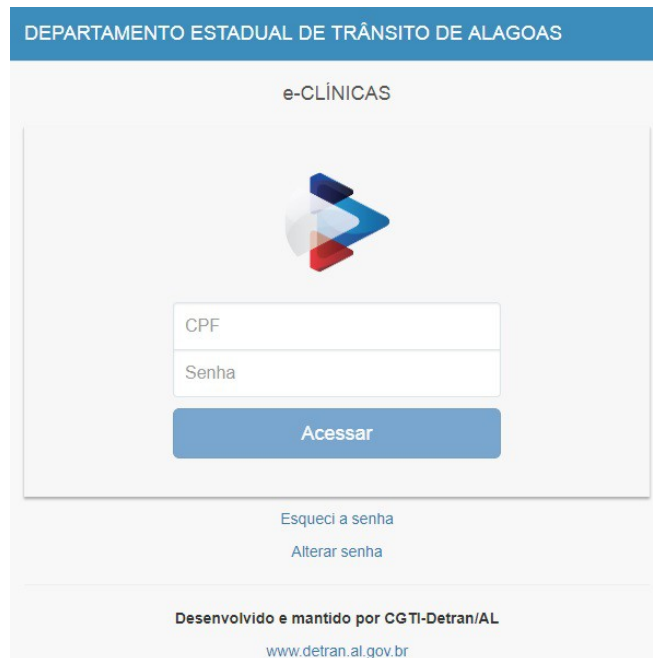 DEPARTAMENTO ESTADUAL DE TRÂNSITO DE ALAGOAS
e-CLÍNICAS
CPF
Senha
Acessar
Esqueci a senha
Alterar senha
Desenvolvido e mantido por CGTI-Detran/AL
www.detran.al.gov.br